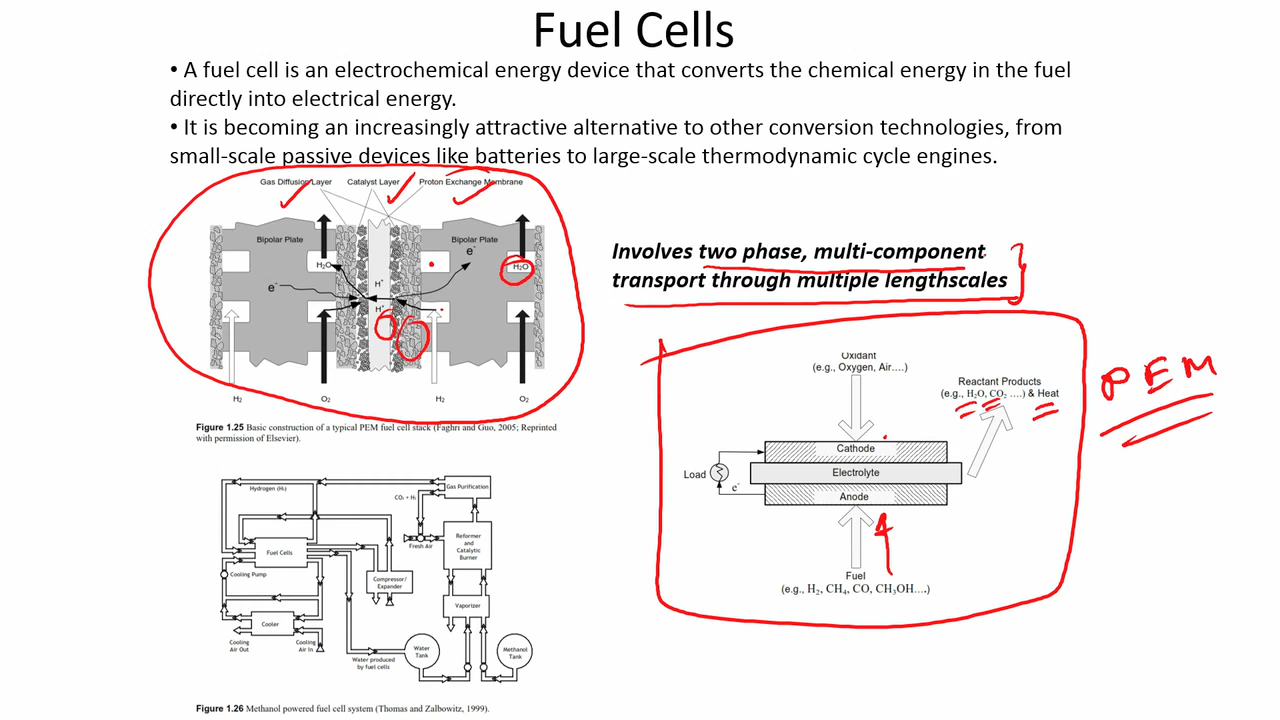 Fuel Cells
• A fuel cell is an electrochemical energy device that converts the chemical energy in the fuel
directly into electrical energy.
• It is becoming an increasingly attractive alternative to other conversion technologies, from
small-scale passive devices like batteries to large-scale thermodynamic cycle engines.
Gas Diffusion Layer
Catalyst Layer
Proton Exchange Membrane
Bipolar Plate
Bipolar Plate
e⁻
H₂O
H₂O
H⁺
e⁻
H⁺
H₂
O₂
H₂
O₂
Figure 1.25 Basic construction of a typical PEM fuel cell stack (Faghri and Guo, 2005; Reprinted
with permission of Elsevier).
Involves two phase, multi-component
transport through multiple lengthscales
Oxidant
(e.g., Oxygen, Air....)
Reactant Products
(e.g., H₂O, CO₂ ....) & Heat
PEM
Cathode
Load
Electrolyte
e⁻
Anode
Fuel
(e.g., H₂, CH₄, CO, CH₃OH....)
Hydrogen (H₂)
CO₂ + H₂
Gas Purification
Fresh Air
Reformer
and
Catalytic
Burner
Fuel Cells
Cooling Pump
Compressor/
Expander
Vaporizer
Cooler
Cooling
Air Out
Cooling
Air In
Water produced
by fuel cells
Water
Tank
Methanol
Tank
Figure 1.26 Methanol powered fuel cell system (Thomas and Zalbowitz, 1999).